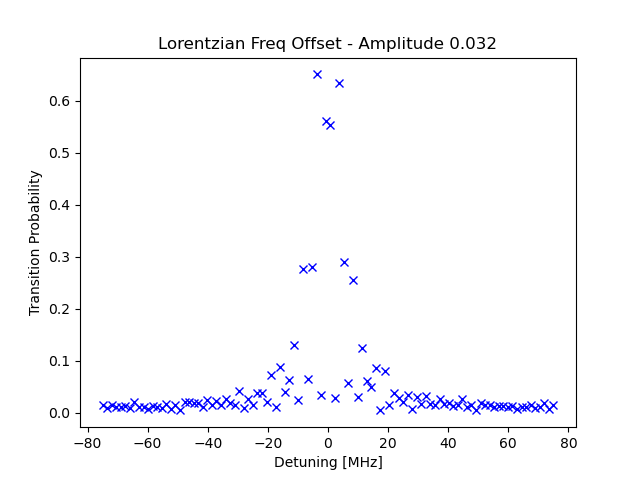 Lorentzian Freq Offset - Amplitude 0.032
Transition Probability
0.6
0.5
0.4
0.3
0.2
0.1
0.0
−80 −60 −40 −20 0 20 40 60 80
Detuning [MHz]